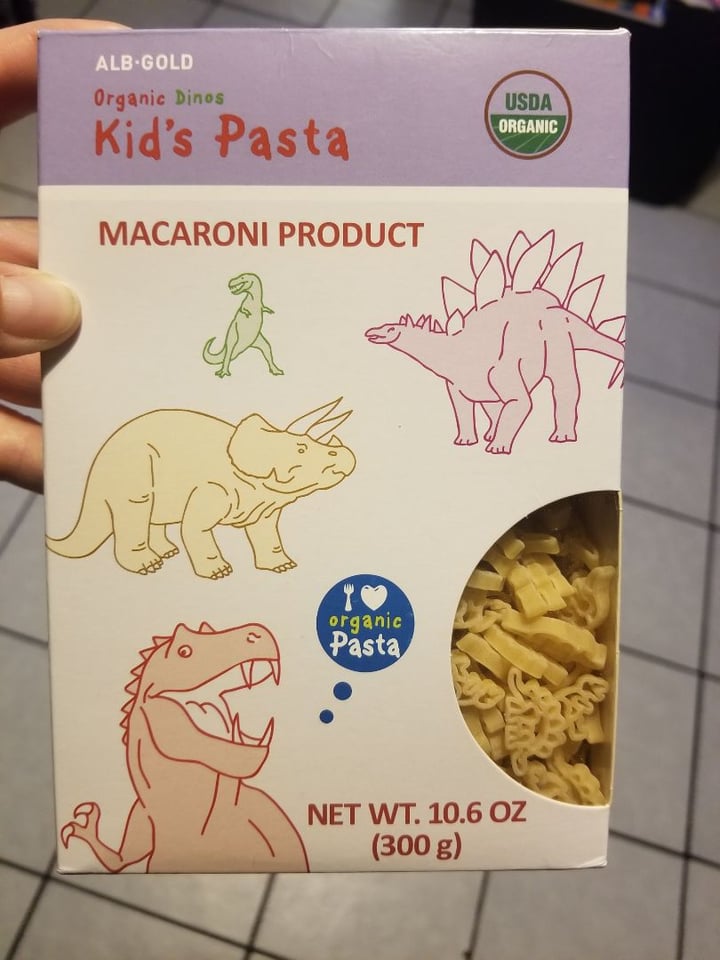 ALB·GOLD
Organic Dinos
Kid's Pasta
USDA
ORGANIC
MACARONI PRODUCT
I
organic
Pasta
NET WT. 10.6 OZ
(300 g)